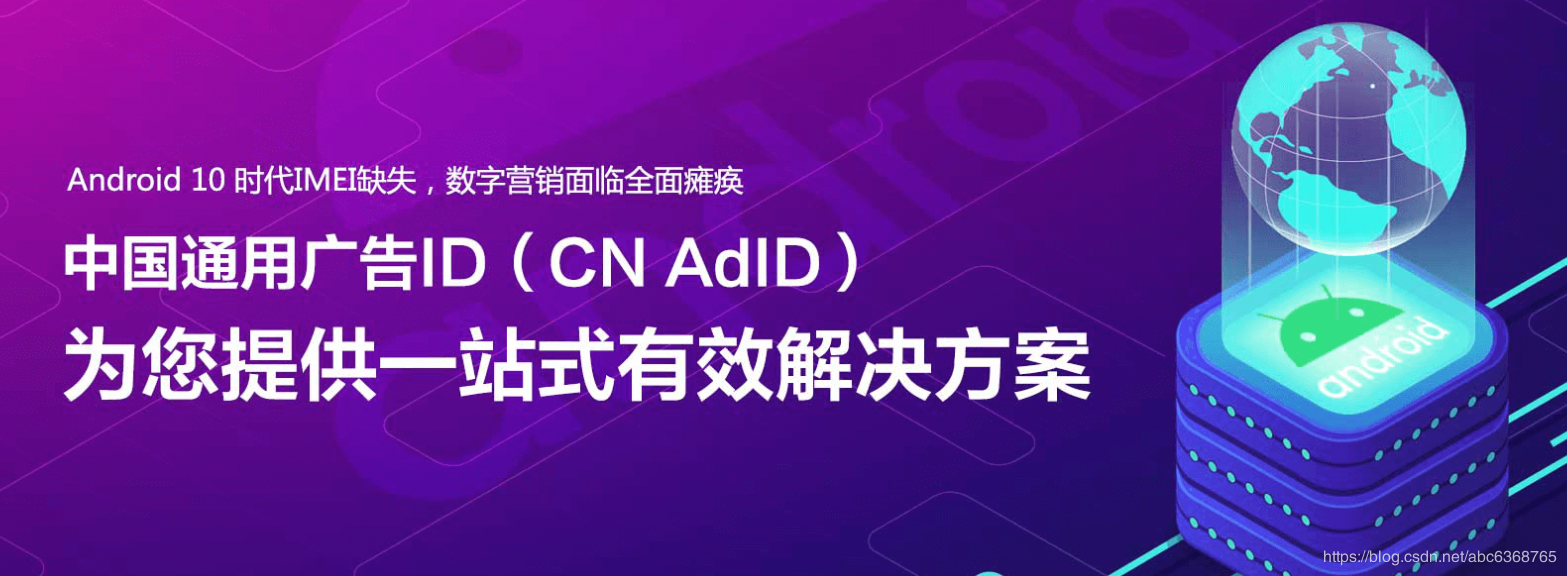 Android 10 时代IMEI缺失，数字营销面临全面瘫痪
中国通用广告ID（CN AdID）
为您提供一站式有效解决方案
android
android
https://blog.csdn.net/abc6368765